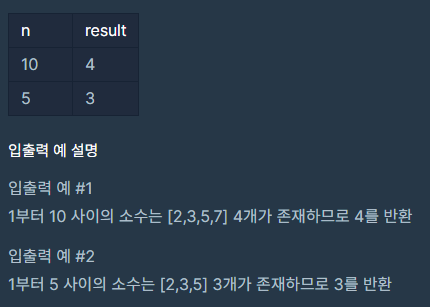 n result
10 4
5 3
입출력 예 설명
입출력 예 #1
1부터 10 사이의 소수는 [2,3,5,7] 4개가 존재하므로 4를 반환
입출력 예 #2
1부터 5 사이의 소수는 [2,3,5] 3개가 존재하므로 3를 반환